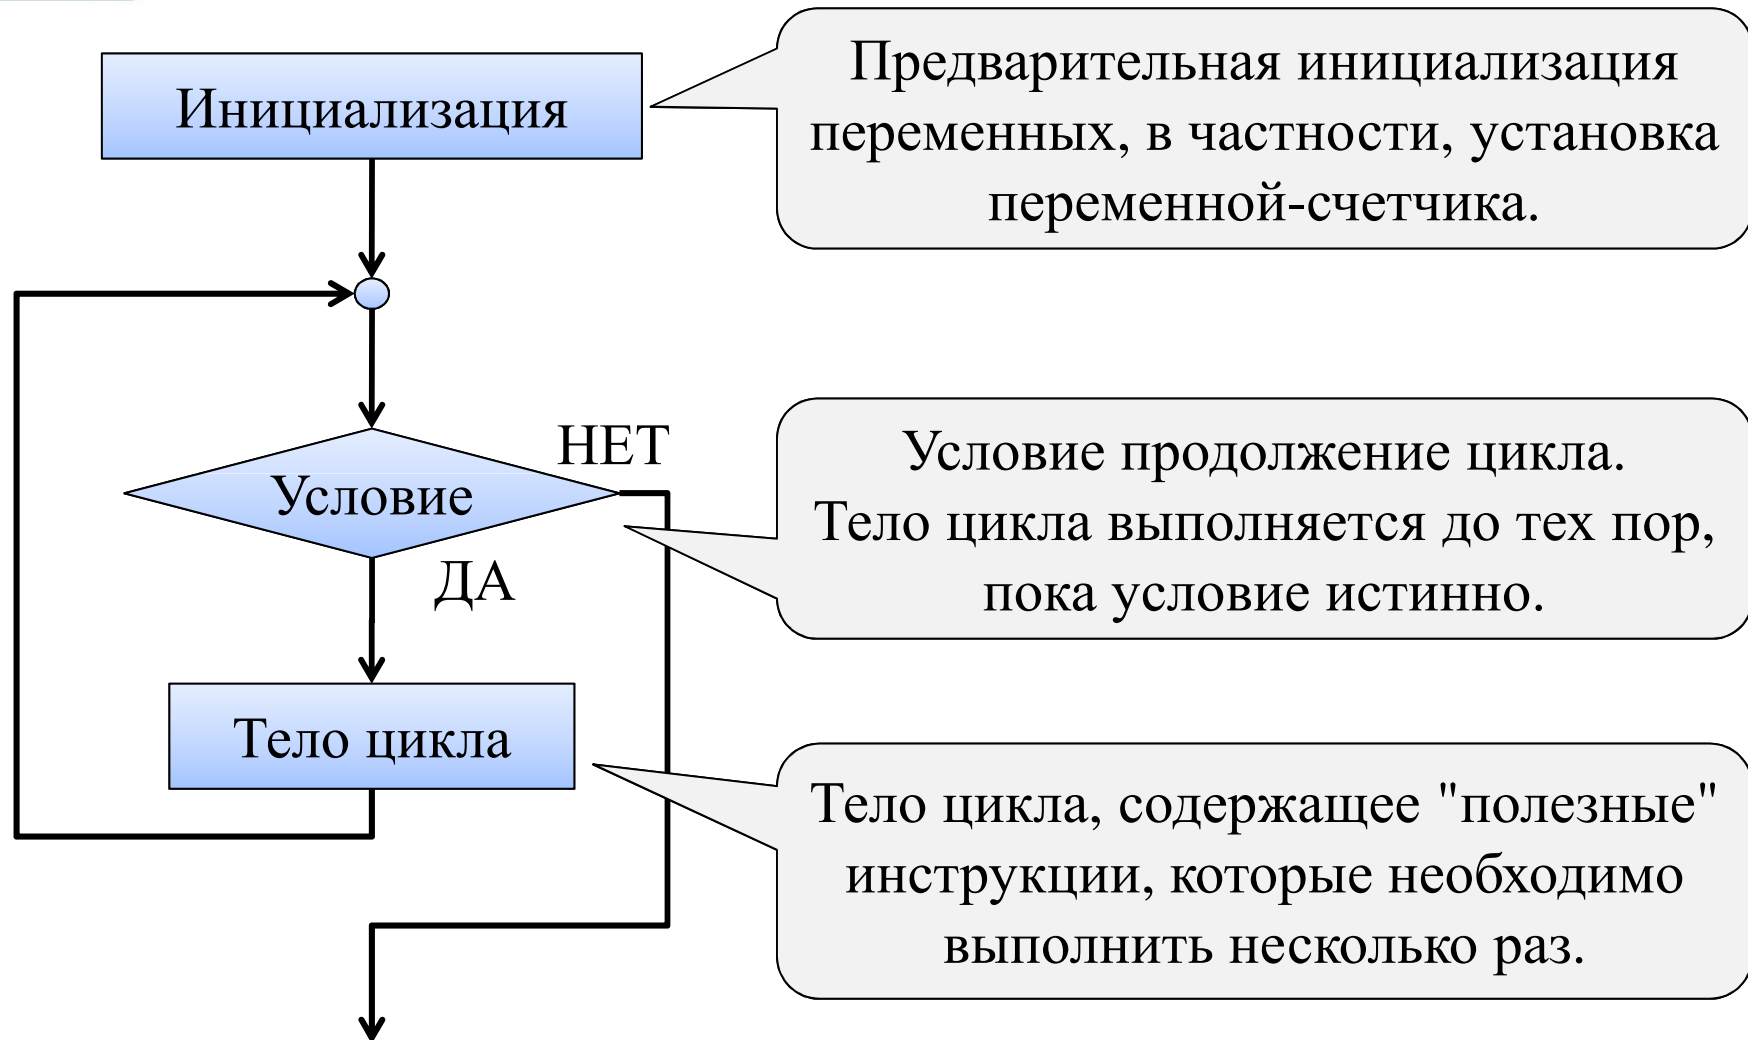 Инициализация
Предварительная инициализация
переменных, в частности, установка
переменной-счетчика.
НЕТ
Условие
ДА
Условие продолжение цикла.
Тело цикла выполняется до тех пор,
пока условие истинно.
Тело цикла
Тело цикла, содержащее "полезные"
инструкции, которые необходимо
выполнить несколько раз.